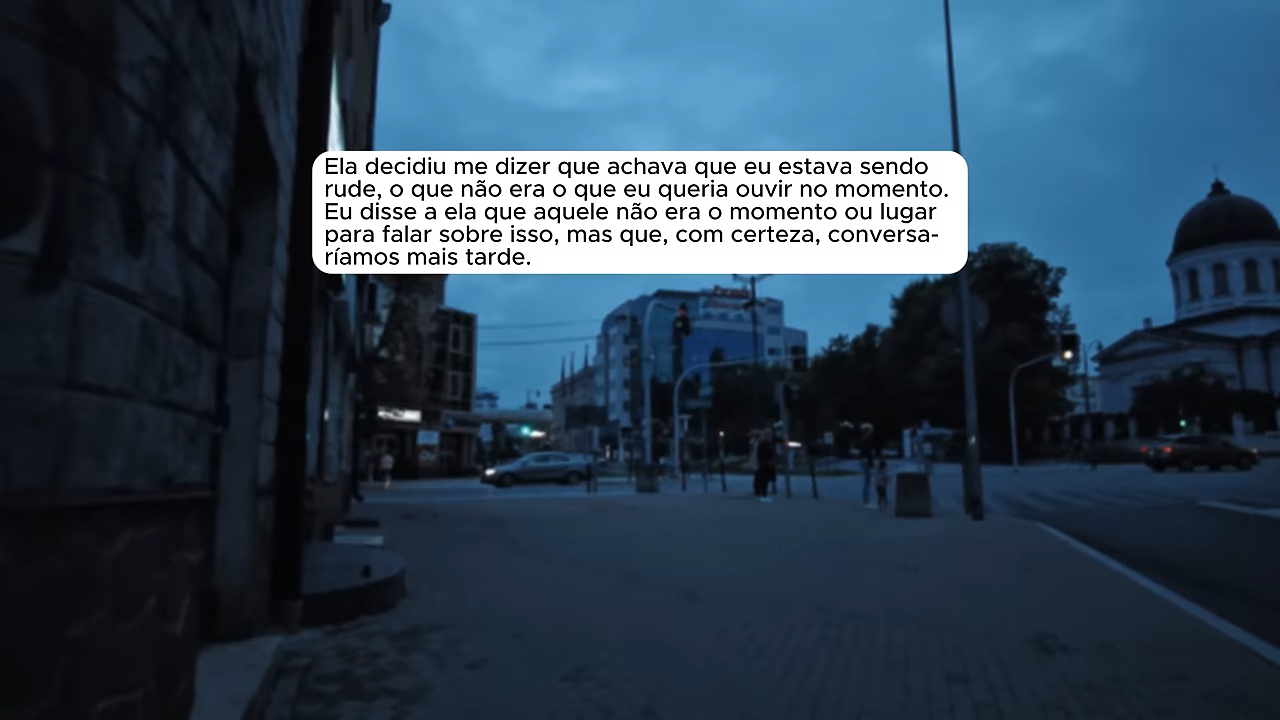 Ela decidiu me dizer que achava que eu estava sendo
rude, o que não era o que eu queria ouvir no momento.
Eu disse a ela que aquele não era o momento ou lugar
para falar sobre isso, mas que, com certeza, conversa-
ríamos mais tarde.